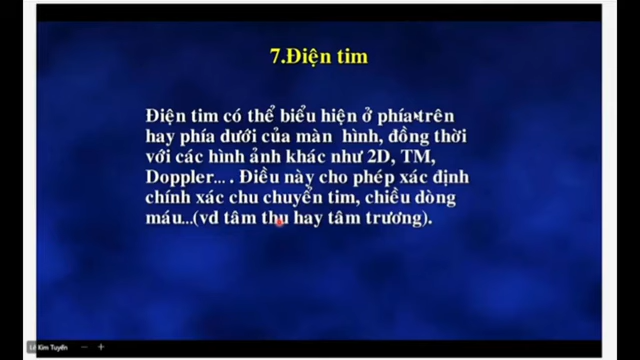 7.Điện tim
Điện tim có thể biểu hiện ở phía trên
hay phía dưới của màn hình, đồng thời
với các hình ảnh khác như 2D, TM,
Doppler... . Điều này cho phép xác định
chính xác chu chuyển tim, chiều dòng
máu...(vd tâm thu hay tâm trương).
Lê Kim Tuyến